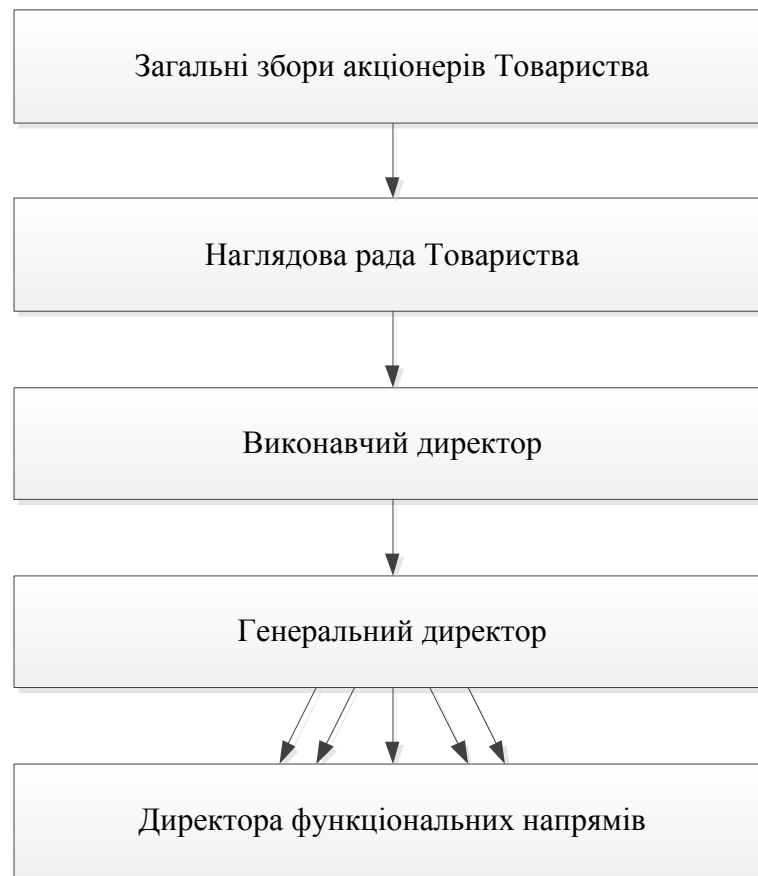 Загальні збори акціонерів Товариства
Наглядова рада Товариства
Виконавчий директор
Генеральний директор
Директора функціональних напрямів